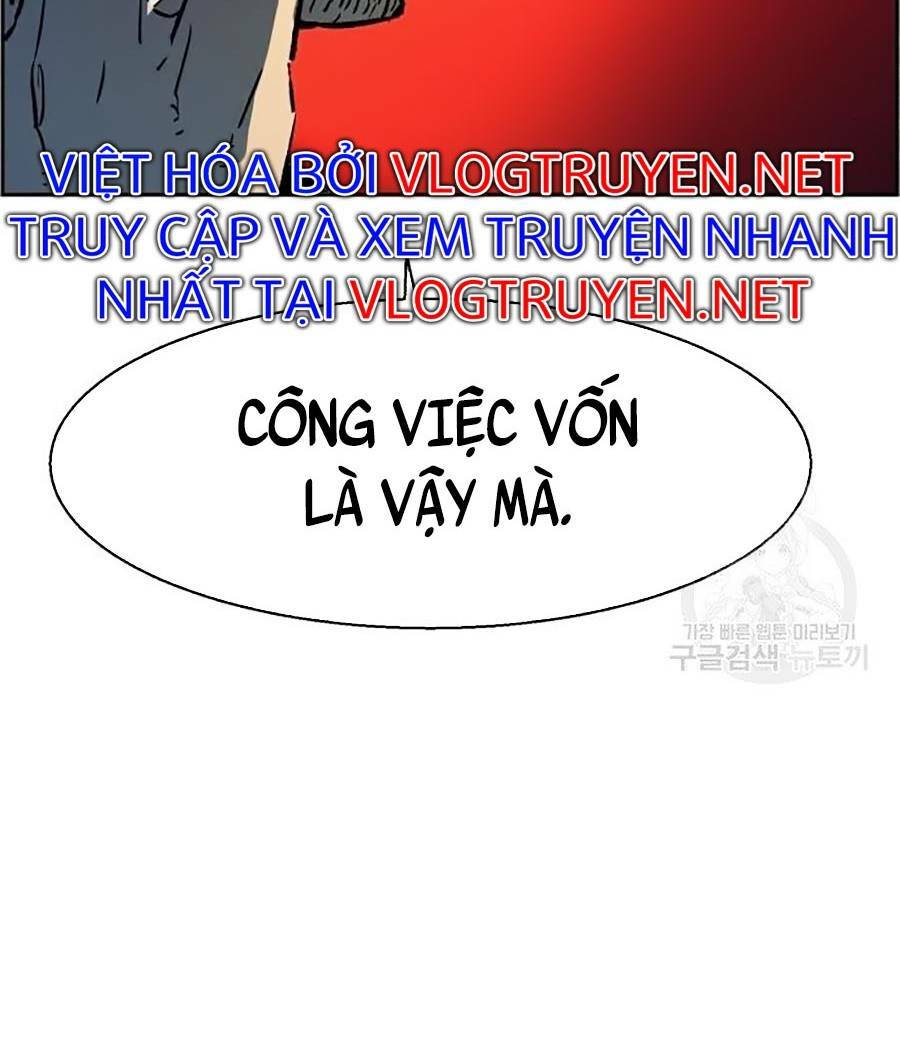 VIỆT HÓA BỞI VLOGTRUYEN.NET
TRUY CẬP VÀ XEM TRUYỆN NHANH
NHẤT TẠI VLOGTRUYEN.NET
CÔNG VIỆC VỐN
LÀ VẬY MÀ.
가장 빠른 웹툰 미리보기
구글검색 뉴토끼